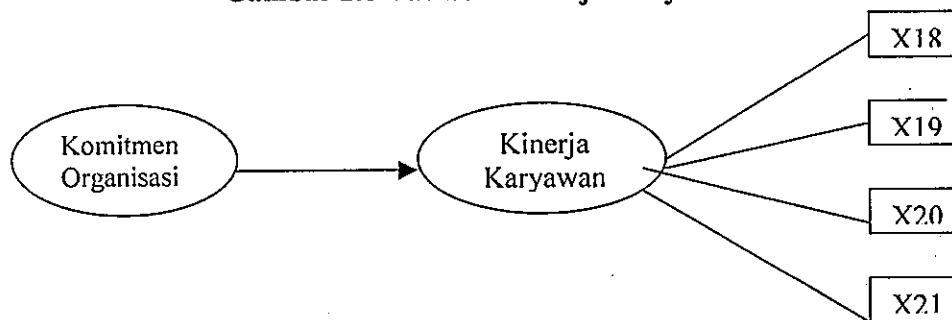 Komitmen
Organisasi
Kinerja
Karyawan
X18
X19
X20
X21